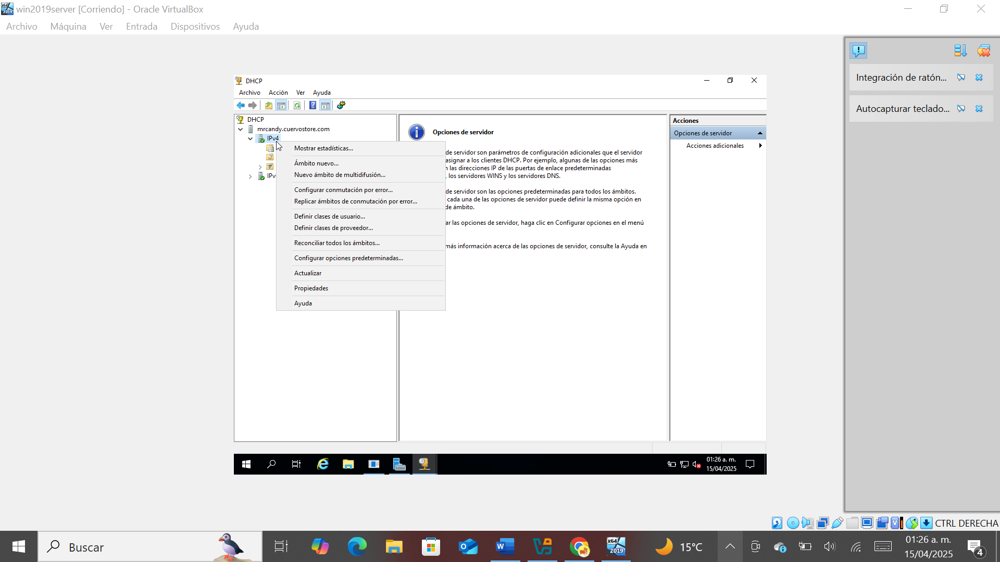 win2019server [Corriendo] - Oracle VirtualBox
Archivo Máquina Ver Entrada Dispositivos Ayuda
Integración de ratón...
Autocapturar teclado...
DHCP
Archivo Acción Ver Ayuda
DHCP
mrcandy.cuervostore.com
IPv4
Mostrar estadísticas...
Ámbito nuevo...
Nuevo ámbito de multidifusión...
Configurar conmutación por error...
Replicar ámbitos de conmutación por error...
Definir clases de usuario...
Definir clases de proveedor...
Reconciliar todos los ámbitos...
Configurar opciones predeterminadas...
Actualizar
Propiedades
Ayuda
Opciones de servidor
de servidor son parámetros de configuración adicionales que el servidor
asignar a los clientes DHCP. Por ejemplo, algunas de las opciones más
las direcciones IP de las puertas de enlace predeterminadas
, los servidores WINS y los servidores DNS.
de servidor son las opciones predeterminadas para todos los ámbitos.
cada una de las opciones de servidor puede definir la misma opción en
de ámbito.
ar las opciones de servidor, haga clic en Configurar opciones en el menú
más información acerca de las opciones de servidor, consulte la Ayuda en
Acciones
Opciones de servidor
Acciones adicionales
01:26 a. m.
15/04/2025
CTRL DERECHA
Buscar
x64
2019
15°C
01:26 a. m.
15/04/2025
4